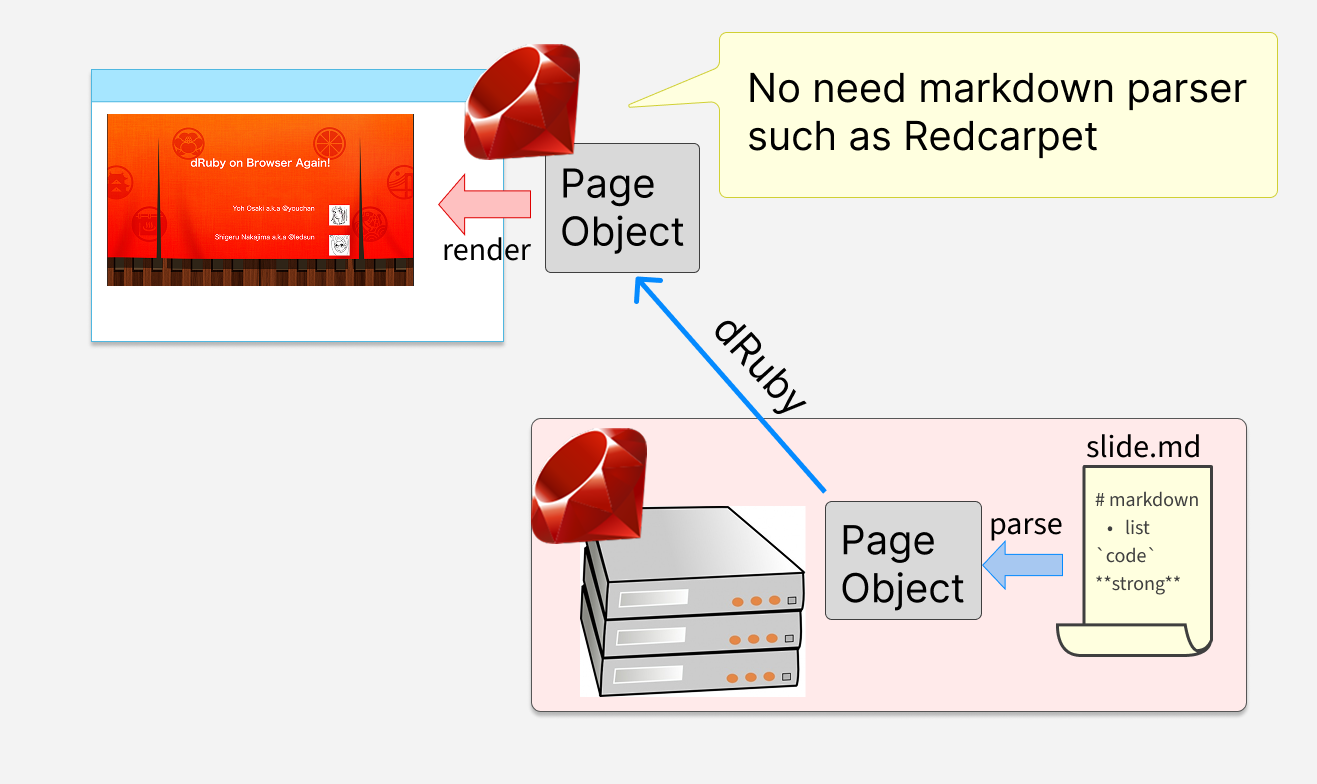 No need markdown parser
such as Redcarpet
dRuby on Browser Again!
Yoh Osaki a.k.a @youchan
Shigeru Nakajima a.k.a @ledsun
Page
Object
render
dRuby
slide.md
# markdown
• list
`code`
**strong**
parse
Page
Object